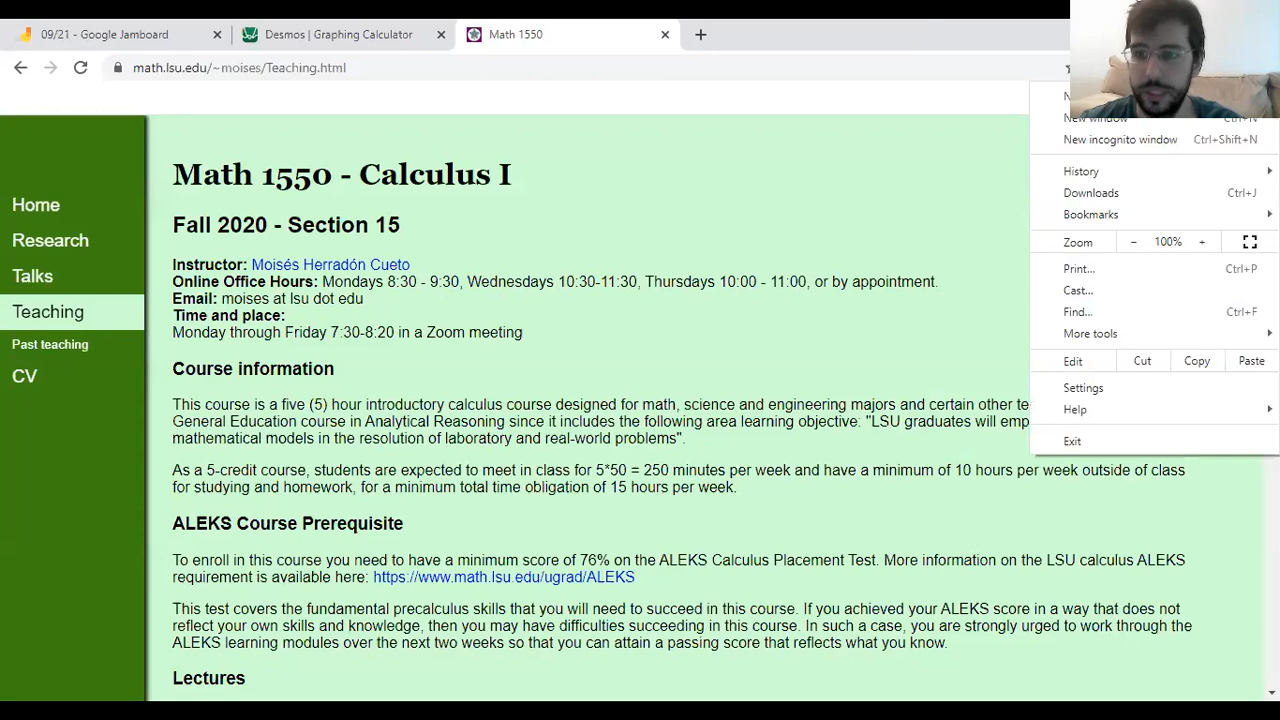 09/21 - Google Jamboard
Desmos | Graphing Calculator
Math 1550
math.lsu.edu/~moises/Teaching.html
New window Ctrl+N
New incognito window Ctrl+Shift+N
History
Downloads Ctrl+J
Bookmarks
Zoom - 100% +
Print... Ctrl+P
Cast...
Find... Ctrl+F
More tools
Edit Cut Copy Paste
Settings
Help
Exit
Home
Research
Talks
Teaching
Past teaching
CV
Math 1550 - Calculus I
Fall 2020 - Section 15
Instructor: Moisés Herradón Cueto
Online Office Hours: Mondays 8:30 - 9:30, Wednesdays 10:30-11:30, Thursdays 10:00 - 11:00, or by appointment.
Email: moises at lsu dot edu
Time and place:
Monday through Friday 7:30-8:20 in a Zoom meeting
Course information
This course is a five (5) hour introductory calculus course designed for math, science and engineering majors and certain other
General Education course in Analytical Reasoning since it includes the following area learning objective: "LSU graduates will
mathematical models in the resolution of laboratory and real-world problems".
As a 5-credit course, students are expected to meet in class for 5*50 = 250 minutes per week and have a minimum of 10 hours per week outside of class
for studying and homework, for a minimum total time obligation of 15 hours per week.
ALEKS Course Prerequisite
To enroll in this course you need to have a minimum score of 76% on the ALEKS Calculus Placement Test. More information on the LSU calculus ALEKS
requirement is available here: https://www.math.lsu.edu/ugrad/ALEKS
This test covers the fundamental precalculus skills that you will need to succeed in this course. If you achieved your ALEKS score in a way that does not
reflect your own skills and knowledge, then you may have difficulties succeeding in this course. In such a case, you are strongly urged to work through the
ALEKS learning modules over the next two weeks so that you can attain a passing score that reflects what you know.
Lectures